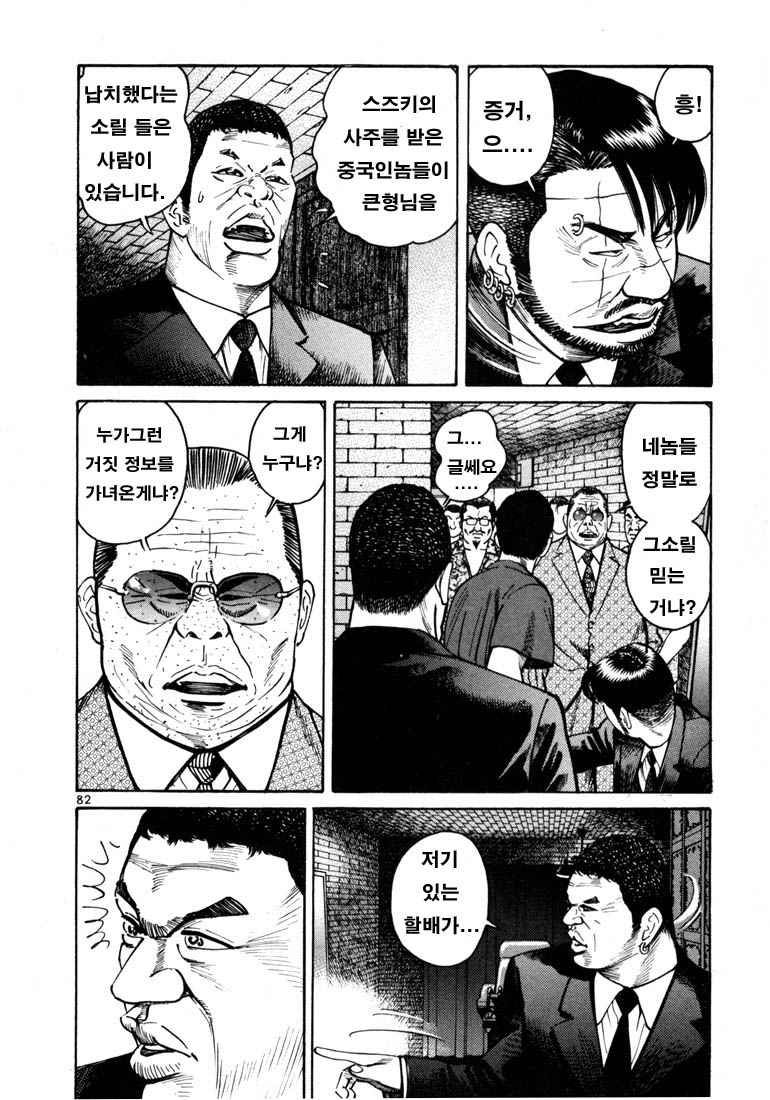 흥!
증거,
으....
스즈키의
사주를 받은
중국인놈들이
큰형님을
납치했다는
소릴 들은
사람이
있습니다.
네놈들
정말로
그소릴
믿는
거냐?
그...
글쎄요
....
그게
누구냐?
누가그런
거짓 정보를
가녀온게냐?
82
저기
있는
할배가...